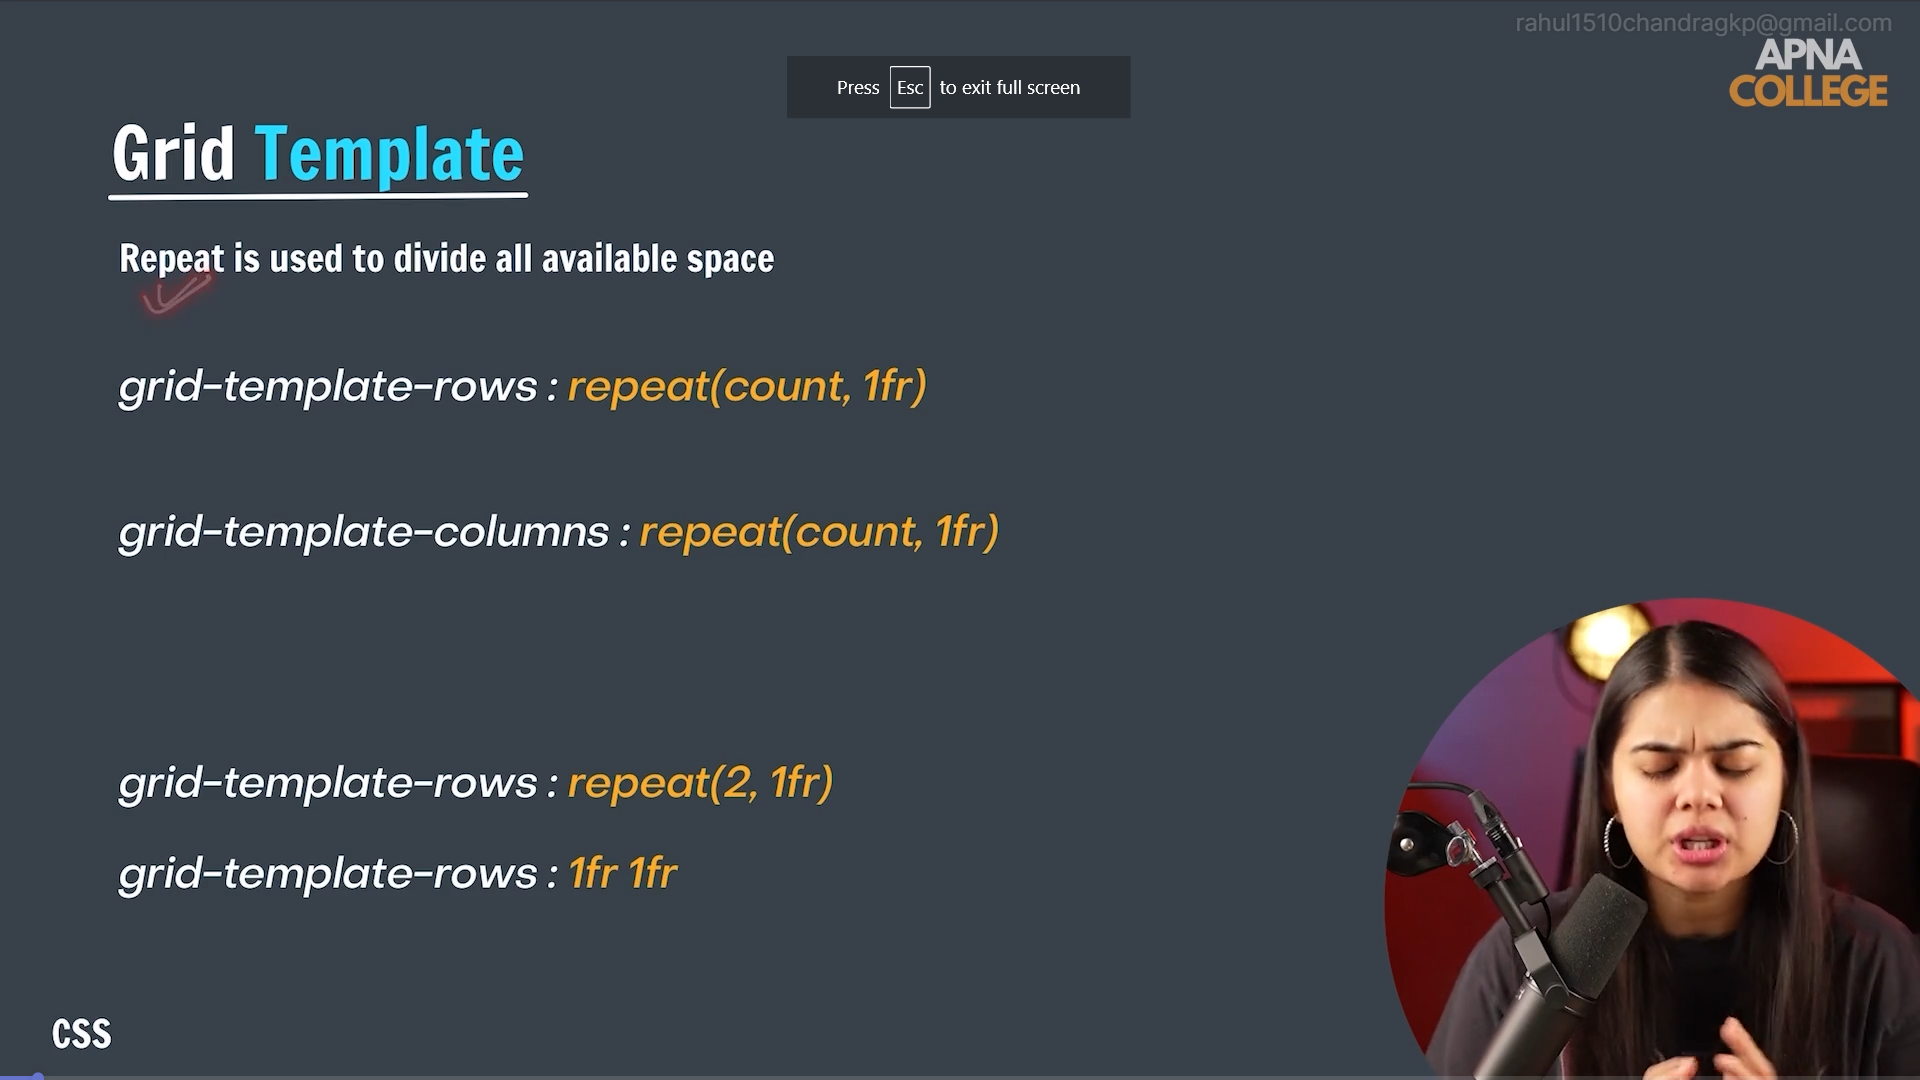 rahul1510chandragkp@gmail.com
APNA
COLLEGE
Press Esc to exit full screen
Grid Template
Repeat is used to divide all available space
grid-template-rows : repeat(count, 1fr)
grid-template-columns : repeat(count, 1fr)
grid-template-rows : repeat(2, 1fr)
grid-template-rows : 1fr 1fr
CSS